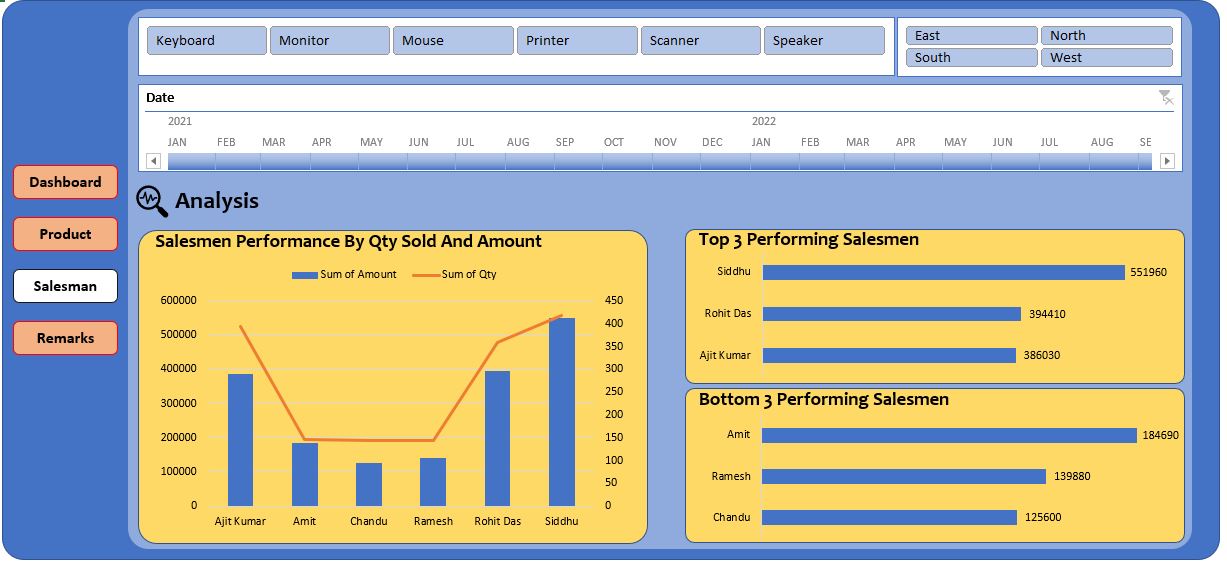 Keyboard Monitor Mouse Printer Scanner Speaker
East North
South West
Date
2021 2022
JAN FEB MAR APR MAY JUN JUL AUG SEP OCT NOV DEC JAN FEB MAR APR MAY JUN JUL AUG SE
Dashboard
Product
Salesman
Remarks
Analysis
Salesmen Performance By Qty Sold And Amount
Sum of Amount Sum of Qty
600000
500000
400000
300000
200000
100000
0
450
400
350
300
250
200
150
100
50
0
Ajit Kumar Amit Chandu Ramesh Rohit Das Siddhu
Top 3 Performing Salesmen
Siddhu 551960
Rohit Das 394410
Ajit Kumar 386030
Bottom 3 Performing Salesmen
Amit 184690
Ramesh 139880
Chandu 125600